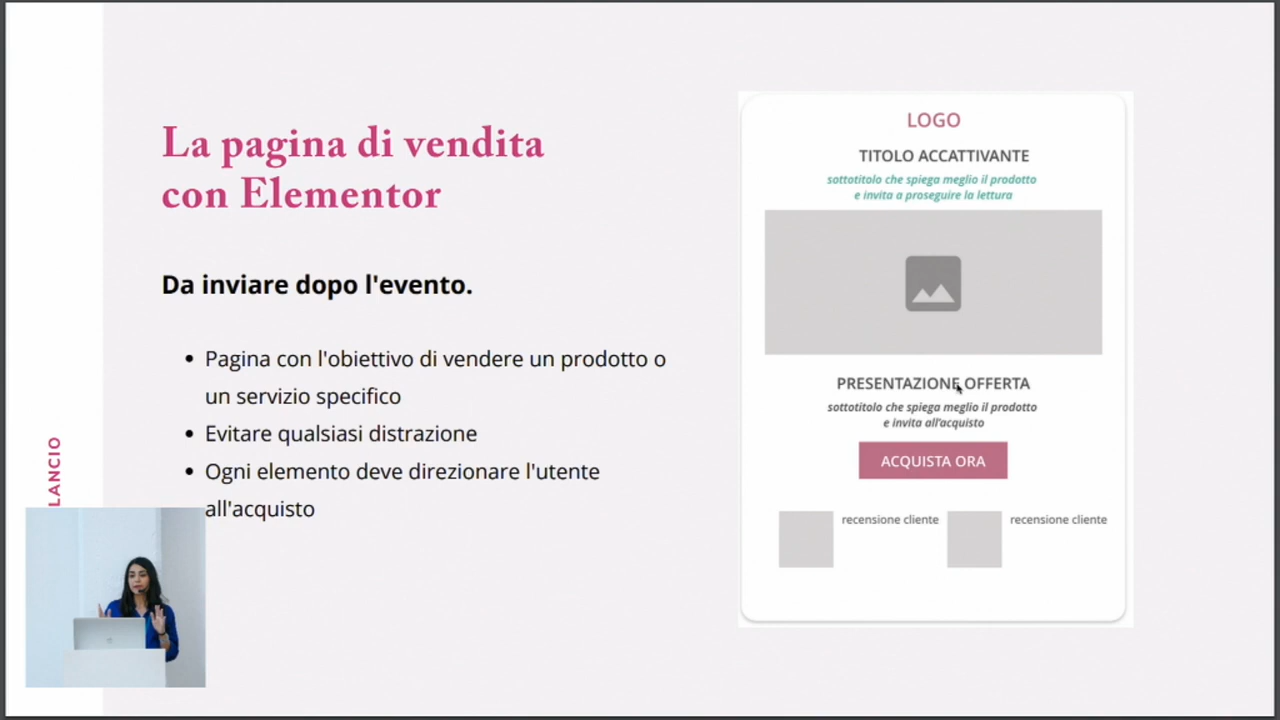 La pagina di vendita
con Elementor
Da inviare dopo l'evento.
• Pagina con l'obiettivo di vendere un prodotto o
un servizio specifico
• Evitare qualsiasi distrazione
• Ogni elemento deve direzionare l'utente
all'acquisto
LANCIO
LOGO
TITOLO ACCATTIVANTE
sottotitolo che spiega meglio il prodotto
e invita a proseguire la lettura
PRESENTAZIONE OFFERTA
sottotitolo che spiega meglio il prodotto
e invita all'acquisto
ACQUISTA ORA
recensione cliente
recensione cliente